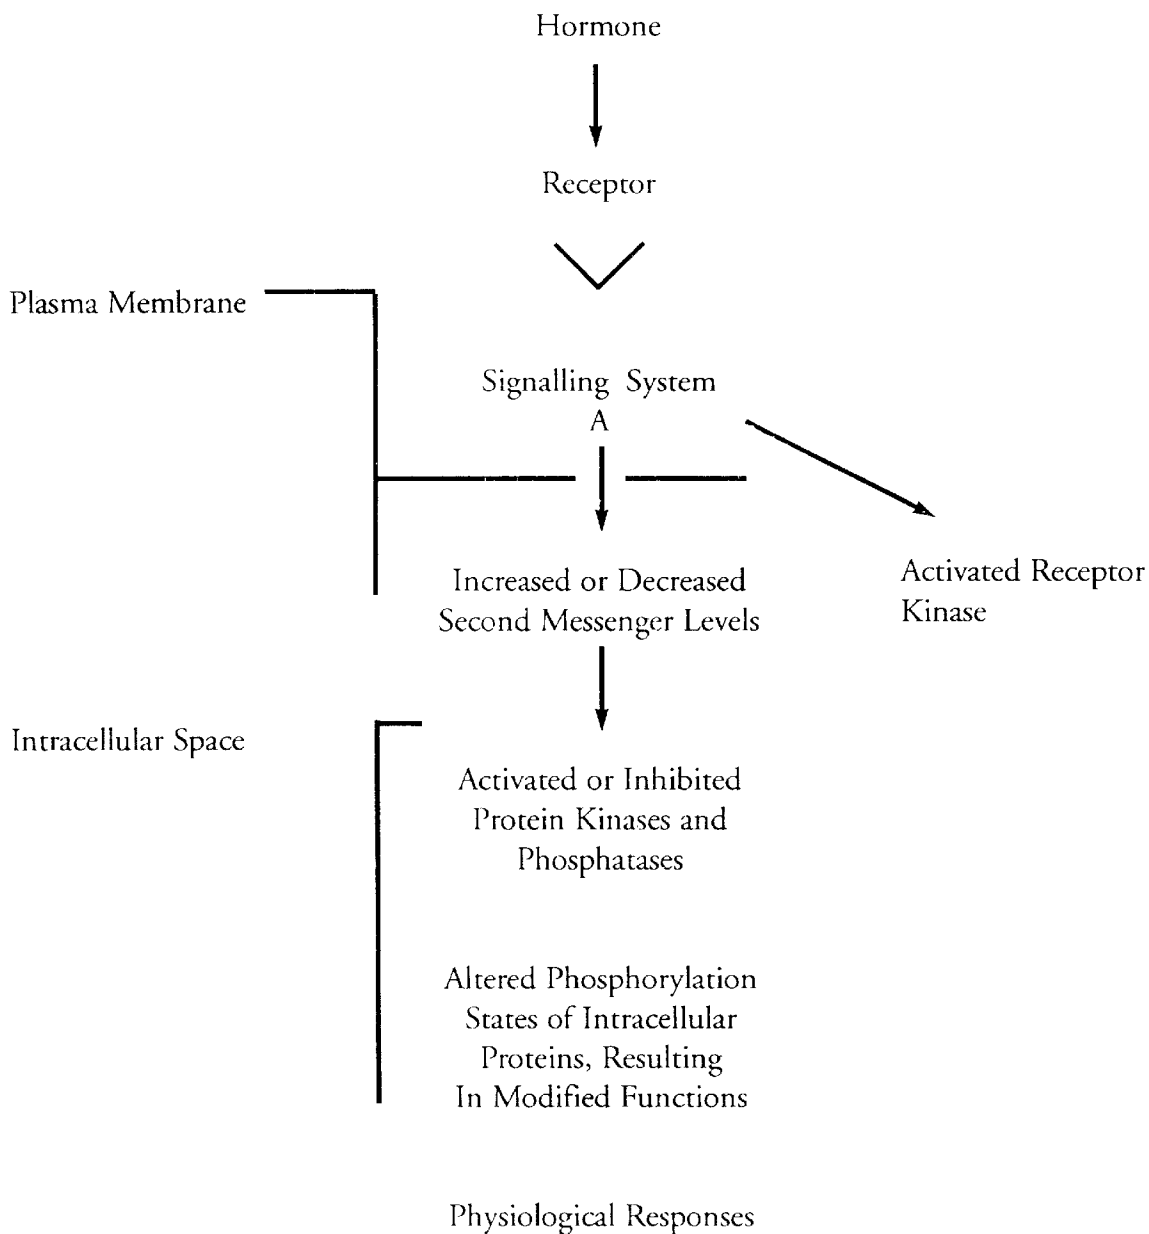 Hormone
Receptor
Plasma Membrane
Signalling System
A
Increased or Decreased
Second Messenger Levels
Activated Receptor
Kinase
Intracellular Space
Activated or Inhibited
Protein Kinases and
Phosphatases
Altered Phosphorylation
States of Intracellular
Proteins, Resulting
In Modified Functions
Physiological Responses